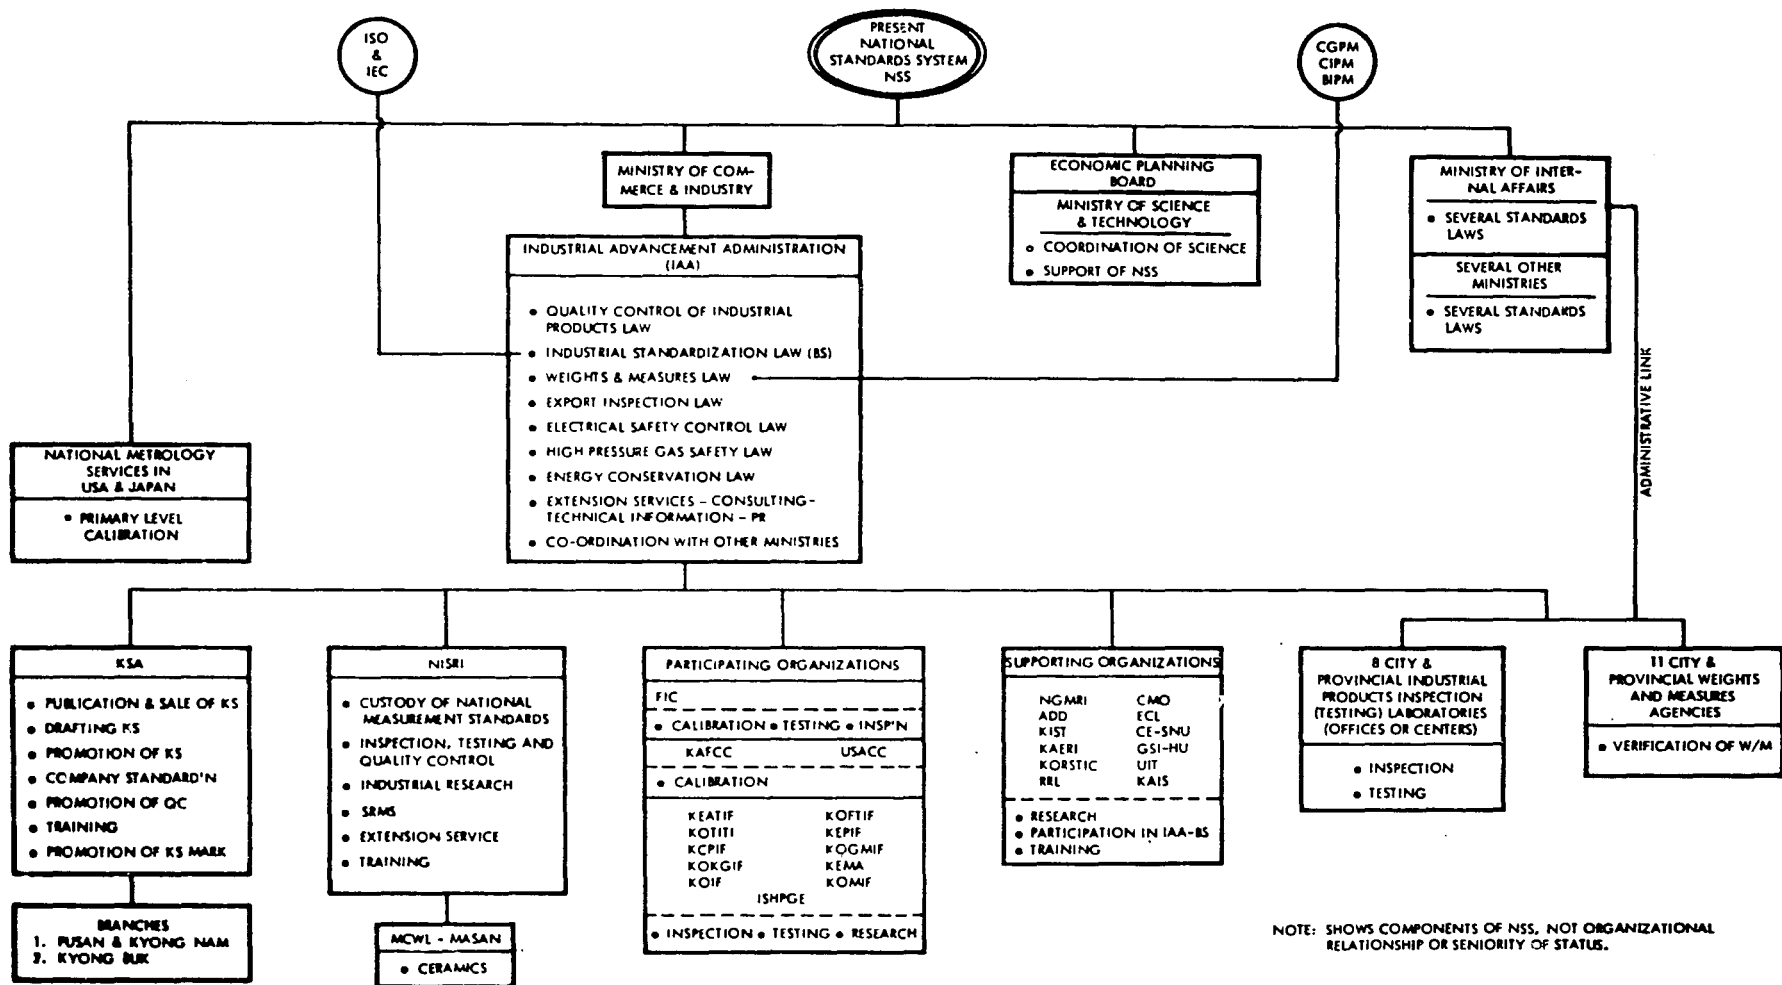 ISO
&
IEC
PRESENT
NATIONAL
STANDARDS SYSTEM
NSS
CGPM
CIPM
BIPM
MINISTRY OF COM-
MERCE & INDUSTRY
ECONOMIC PLANNING
BOARD
MINISTRY OF SCIENCE
& TECHNOLOGY
COORDINATION OF SCIENCE
• SUPPORT OF NSS
MINISTRY OF INTER-
NAL AFFAIRS
• SEVERAL STANDARDS
LAWS
SEVERAL OTHER
MINISTRIES
• SEVERAL STANDARDS
LAWS
ADMINISTRATIVE LINK
INDUSTRIAL ADVANCEMENT ADMINISTRATION
(IAA)
• QUALITY CONTROL OF INDUSTRIAL
PRODUCTS LAW
• INDUSTRIAL STANDARDIZATION LAW (BS)
• WEIGHTS & MEASURES LAW
• EXPORT INSPECTION LAW
• ELECTRICAL SAFETY CONTROL LAW
• HIGH PRESSURE GAS SAFETY LAW
• ENERGY CONSERVATION LAW
• EXTENSION SERVICES - CONSULTING-
TECHNICAL INFORMATION - PR
• CO-ORDINATION WITH OTHER MINISTRIES
NATIONAL METROLOGY
SERVICES IN
USA & JAPAN
• PRIMARY LEVEL
CALIBRATION
KSA
• PUBLICATION & SALE OF KS
• DRAFTING KS
• PROMOTION OF KS
• COMPANY STANDARD'N
• PROMOTION OF QC
• TRAINING
• PROMOTION OF KS MARK
BRANCHES
1. PUSAN & KYONG NAM
2. KYONG BUK
NISRI
• CUSTODY OF NATIONAL
MEASUREMENT STANDARDS
• INSPECTION, TESTING AND
QUALITY CONTROL
• INDUSTRIAL RESEARCH
• SRMS
• EXTENSION SERVICE
• TRAINING
MCWL - MASAN
• CERAMICS
PARTICIPATING ORGANIZATIONS
FIC
• CALIBRATION • TESTING • INSP'N
KAFCC USACC
• CALIBRATION
KEATIF KOFTIF
KOTITI KEPIF
KCPIF KOGMIF
KOKGIF KEMA
KOIF KOMIF
ISHPGE
• INSPECTION • TESTING • RESEARCH
SUPPORTING ORGANIZATIONS
NGMRI CMO
ADD ECL
KIST CE-SNU
KAERI GSI-HU
KORSTIC UIT
RRL KAIS
• RESEARCH
• PARTICIPATION IN IAA-BS
• TRAINING
8 CITY &
PROVINCIAL INDUSTRIAL
PRODUCTS INSPECTION
(TESTING) LABORATORIES
(OFFICES OR CENTERS)
• INSPECTION
• TESTING
11 CITY &
PROVINCIAL WEIGHTS
AND MEASURES
AGENCIES
• VERIFICATION OF W/M
NOTE: SHOWS COMPONENTS OF NSS, NOT ORGANIZATIONAL
RELATIONSHIP OR SENIORITY OF STATUS.